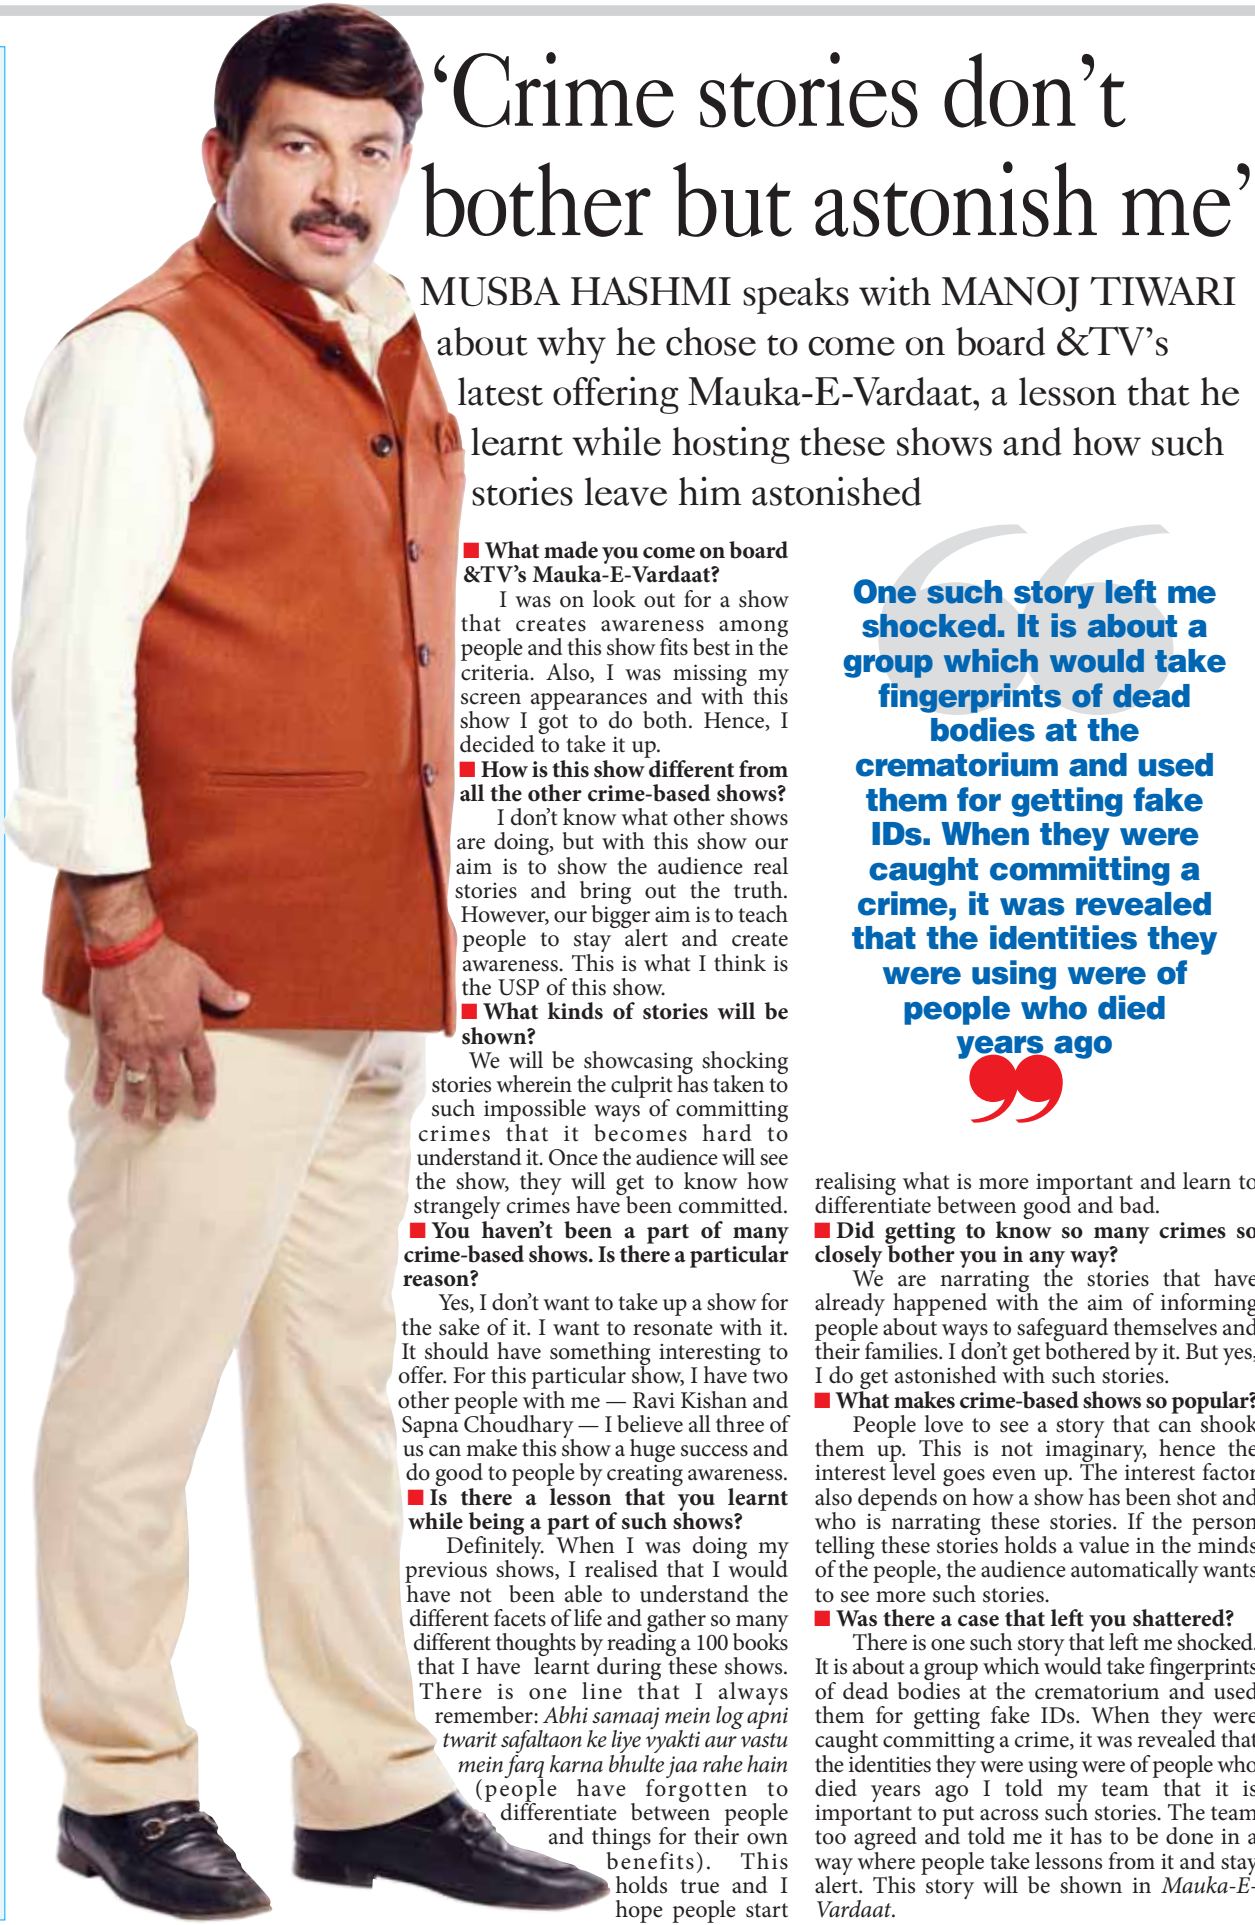 ‘Crime stories don’t
bother but astonish me’
MUSBA HASHMI speaks with MANOJ TIWARI
about why he chose to come on board &TV’s
latest offering Mauka-E-Vardaat, a lesson that he
learnt while hosting these shows and how such
stories leave him astonished
■ What made you come on board
&TV’s Mauka-E-Vardaat?
I was on look out for a show
that creates awareness among
people and this show fits best in the
criteria. Also, I was missing my
screen appearances and with this
show I got to do both. Hence, I
decided to take it up.
■ How is this show different from
all the other crime-based shows?
I don’t know what other shows
are doing, but with this show our
aim is to show the audience real
stories and bring out the truth.
However, our bigger aim is to teach
people to stay alert and create
awareness. This is what I think is
the USP of this show.
■ What kinds of stories will be
shown?
We will be showcasing shocking
stories wherein the culprit has taken to
such impossible ways of committing
crimes that it becomes hard to
understand it. Once the audience will see
the show, they will get to know how
strangely crimes have been committed.
■ You haven’t been a part of many
crime-based shows. Is there a particular
reason?
Yes, I don’t want to take up a show for
the sake of it. I want to resonate with it.
It should have something interesting to
offer. For this particular show, I have two
other people with me — Ravi Kishan and
Sapna Choudhary — I believe all three of
us can make this show a huge success and
do good to people by creating awareness.
■ Is there a lesson that you learnt
while being a part of such shows?
Definitely. When I was doing my
previous shows, I realised that I would
have not been able to understand the
different facets of life and gather so many
different thoughts by reading a 100 books
that I have learnt during these shows.
There is one line that I always
remember: Abhi samaaj mein log apni
twarit safaltaon ke liye vyakti aur vastu
mein farq karna bhulte jaa rahe hain
(people have forgotten to
differentiate between people
and things for their own
benefits). This
holds true and I
hope people start
“
One such story left me
shocked. It is about a
group which would take
fingerprints of dead
bodies at the
crematorium and used
them for getting fake
IDs. When they were
caught committing a
crime, it was revealed
that the identities they
were using were of
people who died
years ago
”
realising what is more important and learn to
differentiate between good and bad.
■ Did getting to know so many crimes so
closely bother you in any way?
We are narrating the stories that have
already happened with the aim of informing
people about ways to safeguard themselves and
their families. I don’t get bothered by it. But yes,
I do get astonished with such stories.
■ What makes crime-based shows so popular?
People love to see a story that can shook
them up. This is not imaginary, hence the
interest level goes even up. The interest factor
also depends on how a show has been shot and
who is narrating these stories. If the person
telling these stories holds a value in the minds
of the people, the audience automatically wants
to see more such stories.
■ Was there a case that left you shattered?
There is one such story that left me shocked.
It is about a group which would take fingerprints
of dead bodies at the crematorium and used
them for getting fake IDs. When they were
caught committing a crime, it was revealed that
the identities they were using were of people who
died years ago I told my team that it is
important to put across such stories. The team
too agreed and told me it has to be done in a
way where people take lessons from it and stay
alert. This story will be shown in Mauka-E-
Vardaat.